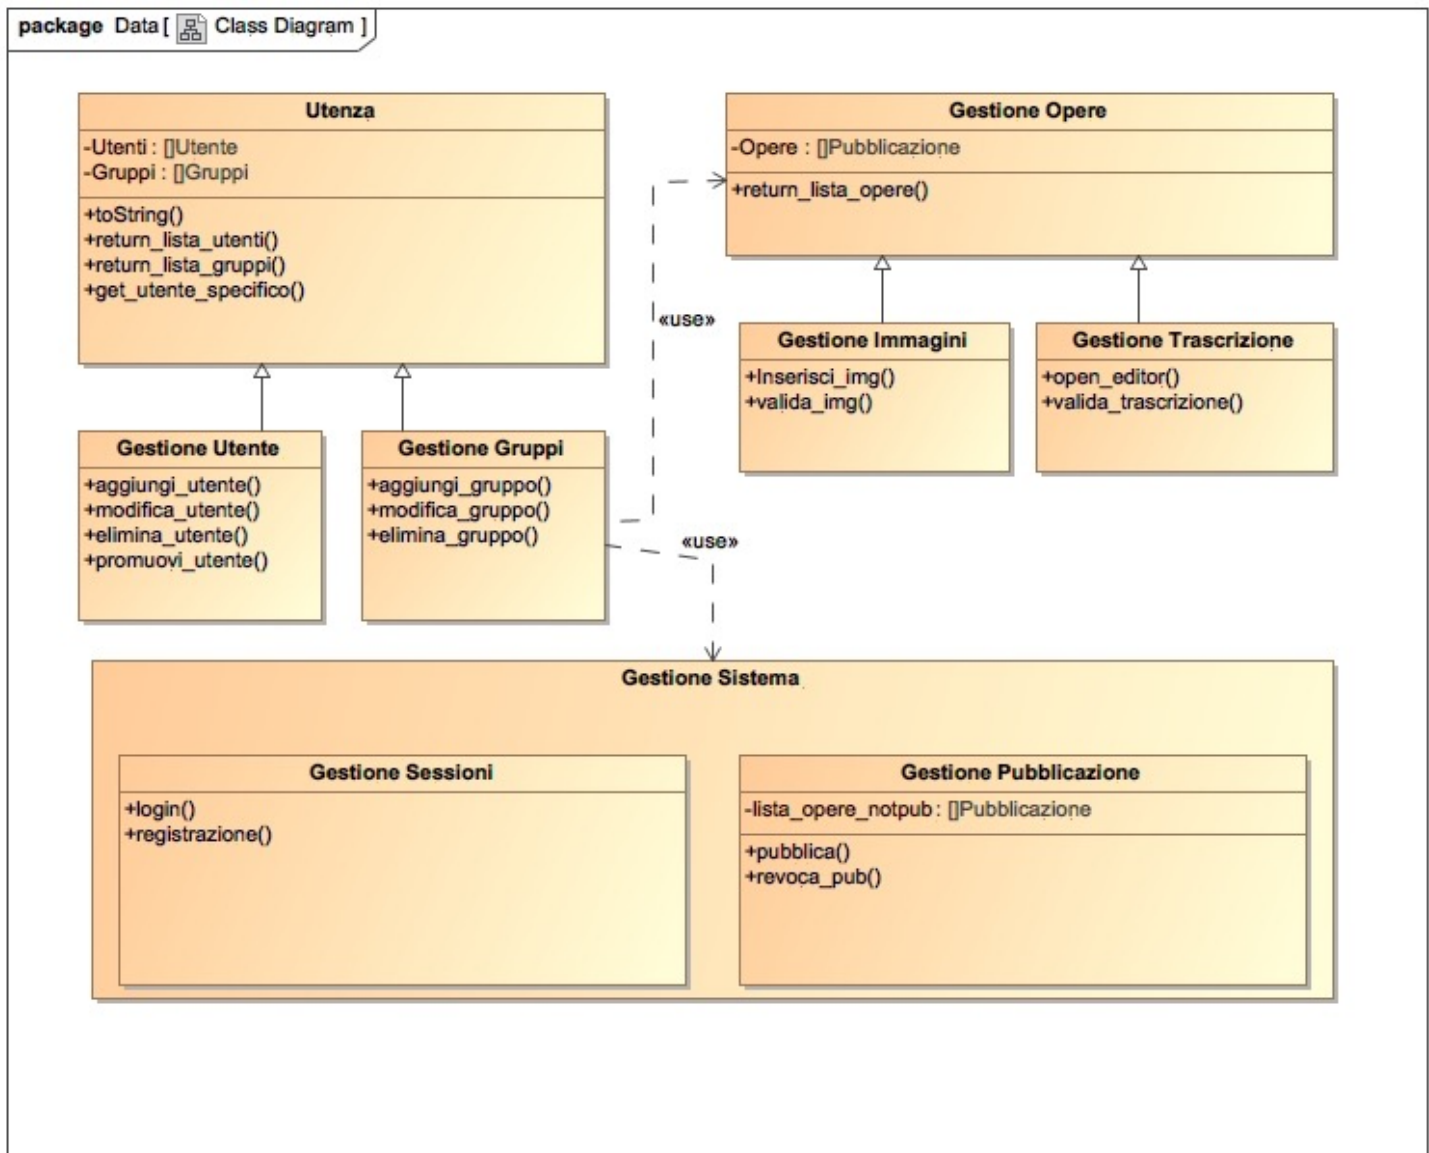 package Data [ Class Diagram ]
Utenza
-Utenti : []Utente
-Gruppi : []Gruppi
+toString()
+return_lista_utenti()
+return_lista_gruppi()
+get_utente_specifico()
Gestione Opere
-Opere : []Pubblicazione
+return_lista_opere()
«use»
Gestione Immagini
+Inserisci_img()
+valida_img()
Gestione Trascrizione
+open_editor()
+valida_trascrizione()
Gestione Utente
+aggiungi_utente()
+modifica_utente()
+elimina_utente()
+promuovi_utente()
Gestione Gruppi
+aggiungi_gruppo()
+modifica_gruppo()
+elimina_gruppo()
«use»
Gestione Sistema
Gestione Sessioni
+login()
+registrazione()
Gestione Pubblicazione
-lista_opere_notpub : []Pubblicazione
+pubblica()
+revoca_pub()